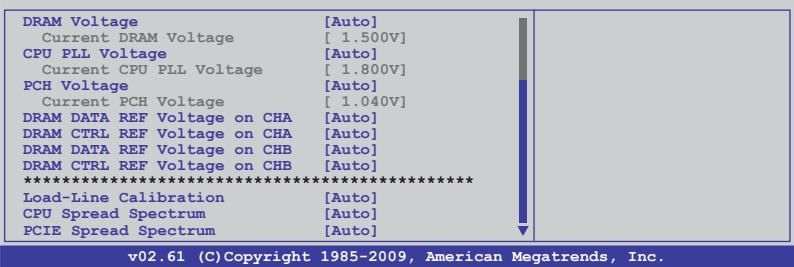 DRAM Voltage [Auto]
Current DRAM Voltage [ 1.500V]
CPU PLL Voltage [Auto]
Current CPU PLL Voltage [ 1.800V]
PCH Voltage [Auto]
Current PCH Voltage [ 1.040V]
DRAM DATA REF Voltage on CHA [Auto]
DRAM CTRL REF Voltage on CHA [Auto]
DRAM DATA REF Voltage on CHB [Auto]
DRAM CTRL REF Voltage on CHB [Auto]
***********************************************
Load-Line Calibration [Auto]
CPU Spread Spectrum [Auto]
PCIE Spread Spectrum [Auto]
v02.61 (C)Copyright 1985-2009, American Megatrends, Inc.